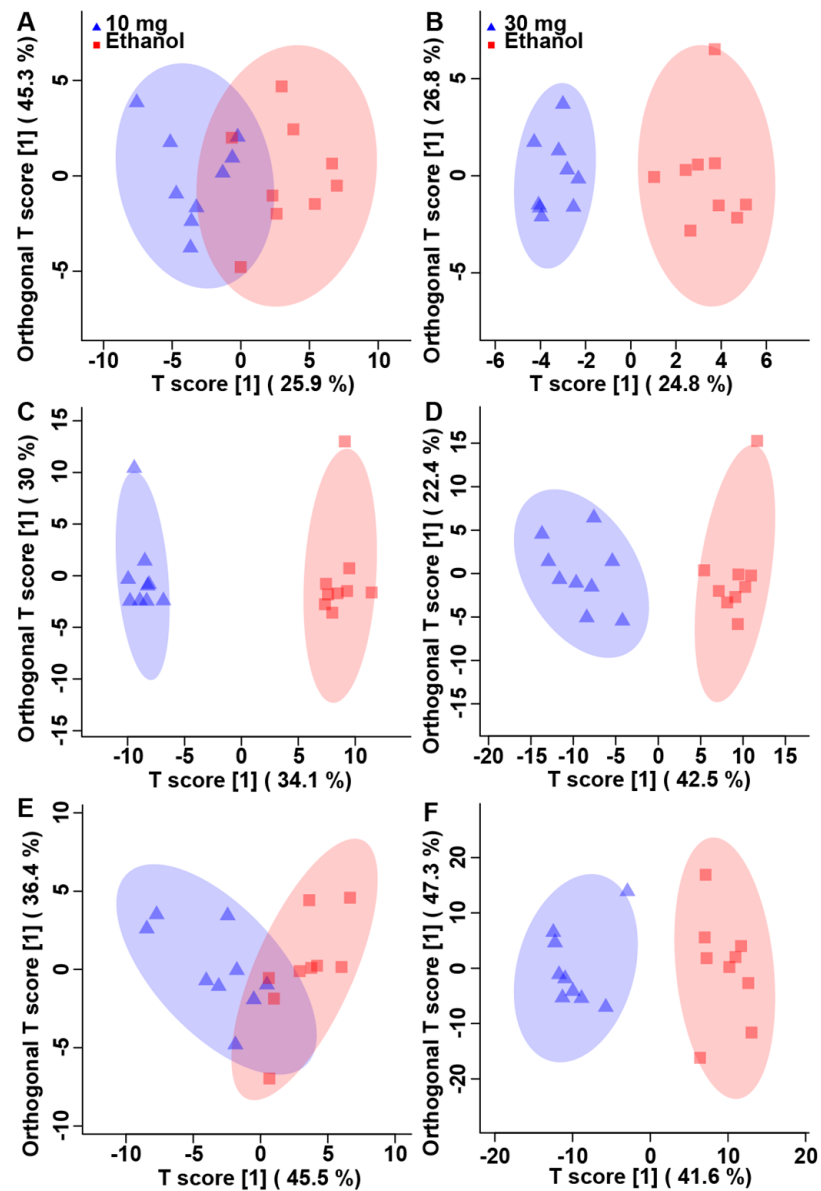 A
10 mg
Ethanol
Orthogonal T score [1] ( 45.3 %)
5
0
-5
-10 -5 0 5 10
T score [1] ( 25.9 %)
B
30 mg
Ethanol
Orthogonal T score [1] ( 26.8 %)
5
0
-5
-6 -4 -2 0 2 4 6
T score [1] ( 24.8 %)
C
Orthogonal T score [1] ( 30 %)
15
10
5
0
-5
-10
-15
-10 -5 0 5 10
T score [1] ( 34.1 %)
D
Orthogonal T score [1] ( 22.4 %)
15
10
5
0
-5
-10
-15
-20 -15 -10 -5 0 5 10 15
T score [1] ( 42.5 %)
E
Orthogonal T score [1] ( 36.4 %)
10
5
0
-5
-10
-10 -5 0 5 10
T score [1] ( 45.5 %)
F
Orthogonal T score [1] ( 47.3 %)
20
10
0
-10
-20
-20 -10 0 10 20
T score [1] ( 41.6 %)